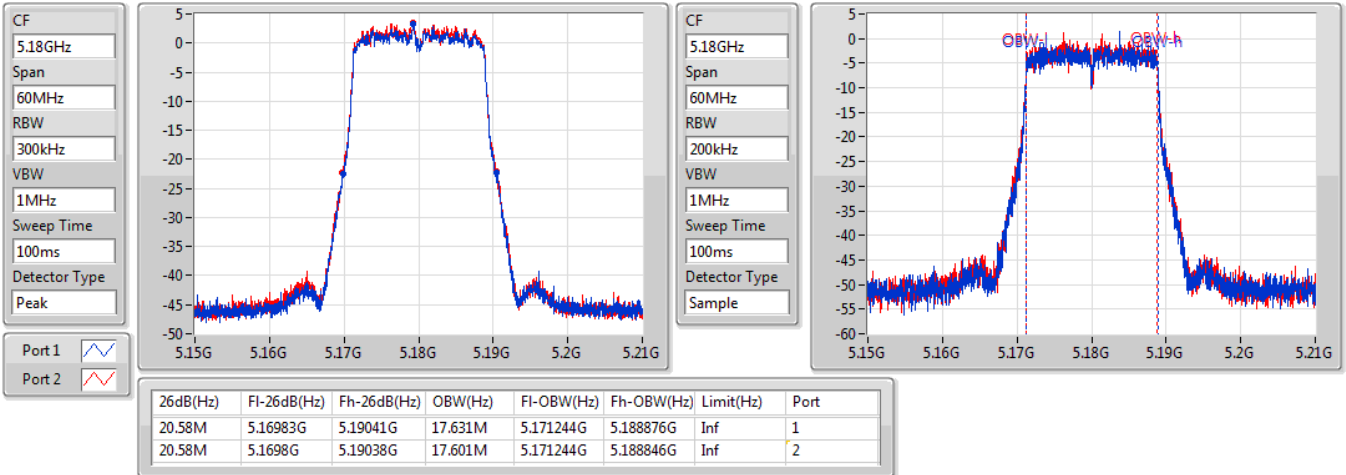 CF
5.18GHz
Span
60MHz
RBW
300kHz
VBW
1MHz
Sweep Time
100ms
Detector Type
Peak
Port 1
Port 2
5
0
-5
-10
-15
-20
-25
-30
-35
-40
-45
-50
5.15G 5.16G 5.17G 5.18G 5.19G 5.2G 5.21G
CF
5.18GHz
Span
60MHz
RBW
200kHz
VBW
1MHz
Sweep Time
100ms
Detector Type
Sample
5
0
-5
-10
-15
-20
-25
-30
-35
-40
-45
-50
-55
-60
OBW-l OBW-h
5.15G 5.16G 5.17G 5.18G 5.19G 5.2G 5.21G
26dB(Hz) Fl-26dB(Hz) Fh-26dB(Hz) OBW(Hz) Fl-OBW(Hz) Fh-OBW(Hz) Limit(Hz) Port
20.58M 5.16983G 5.19041G 17.631M 5.171244G 5.188876G Inf 1
20.58M 5.1698G 5.19038G 17.601M 5.171244G 5.188846G Inf 2